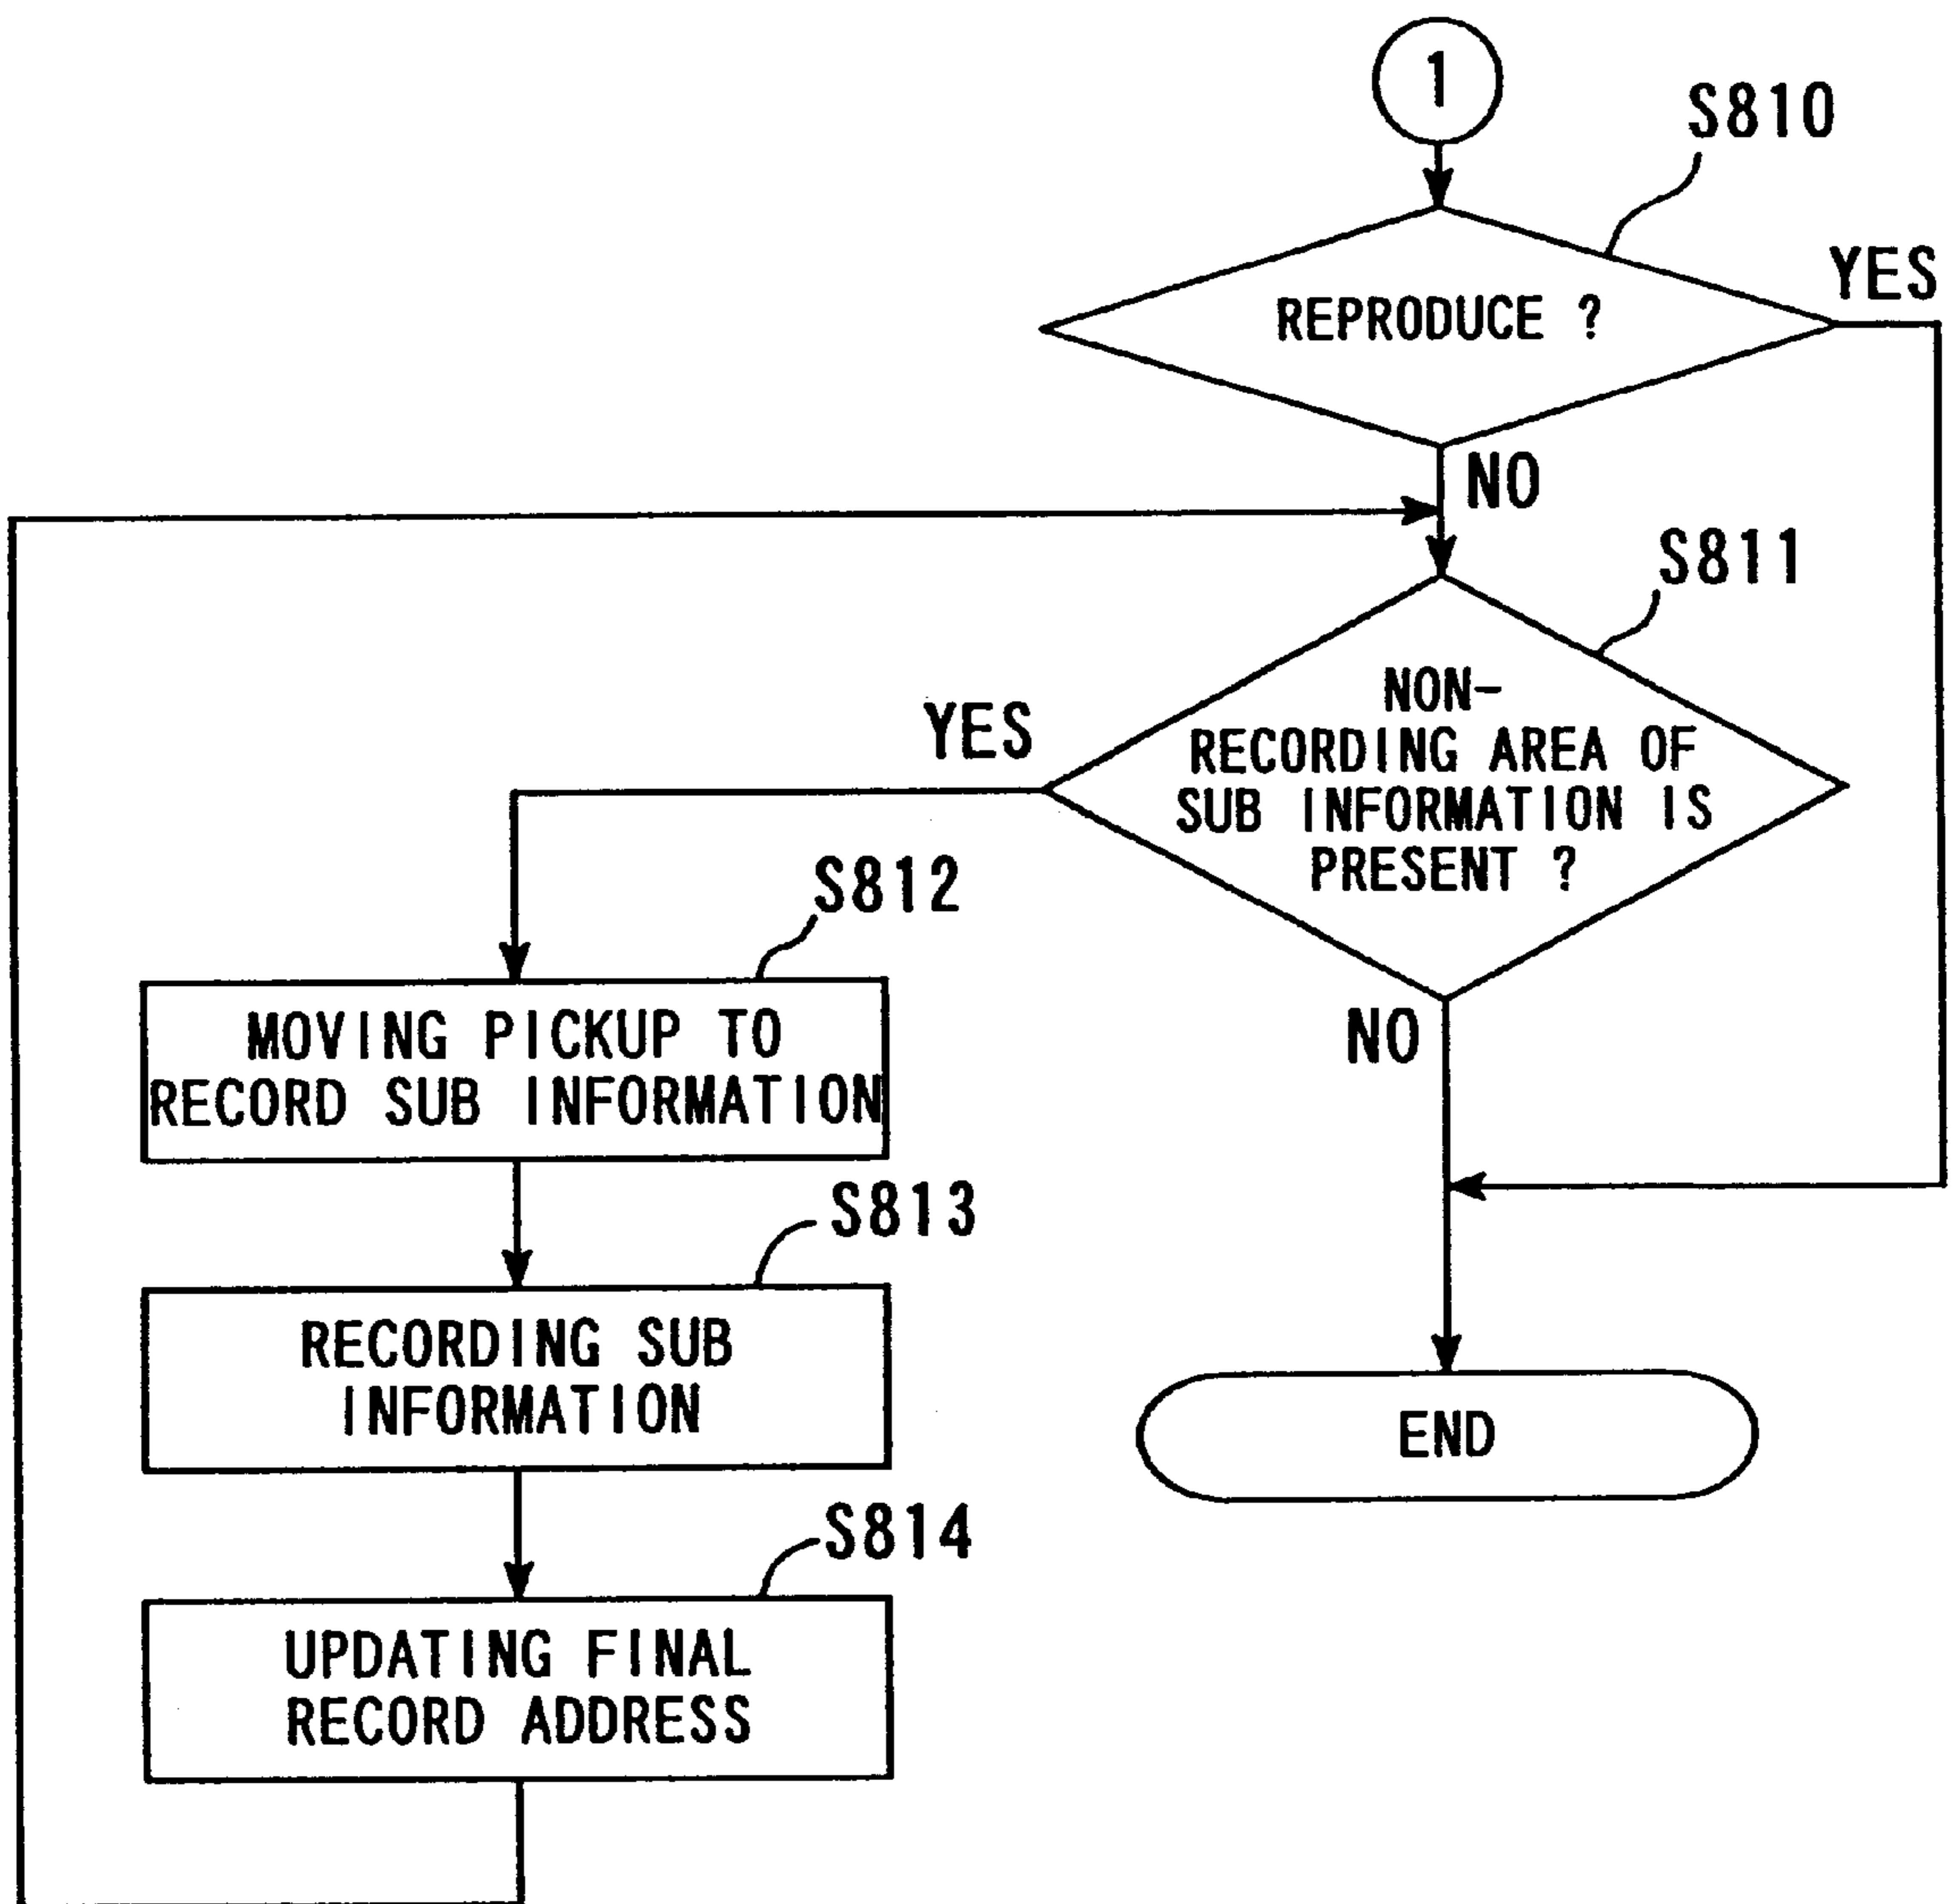 1
S810
REPRODUCE ?
YES
NO
S811
NON-
RECORDING AREA OF
SUB INFORMATION IS
PRESENT ?
YES
NO
S812
MOVING PICKUP TO
RECORD SUB INFORMATION
S813
RECORDING SUB
INFORMATION
S814
UPDATING FINAL
RECORD ADDRESS
END